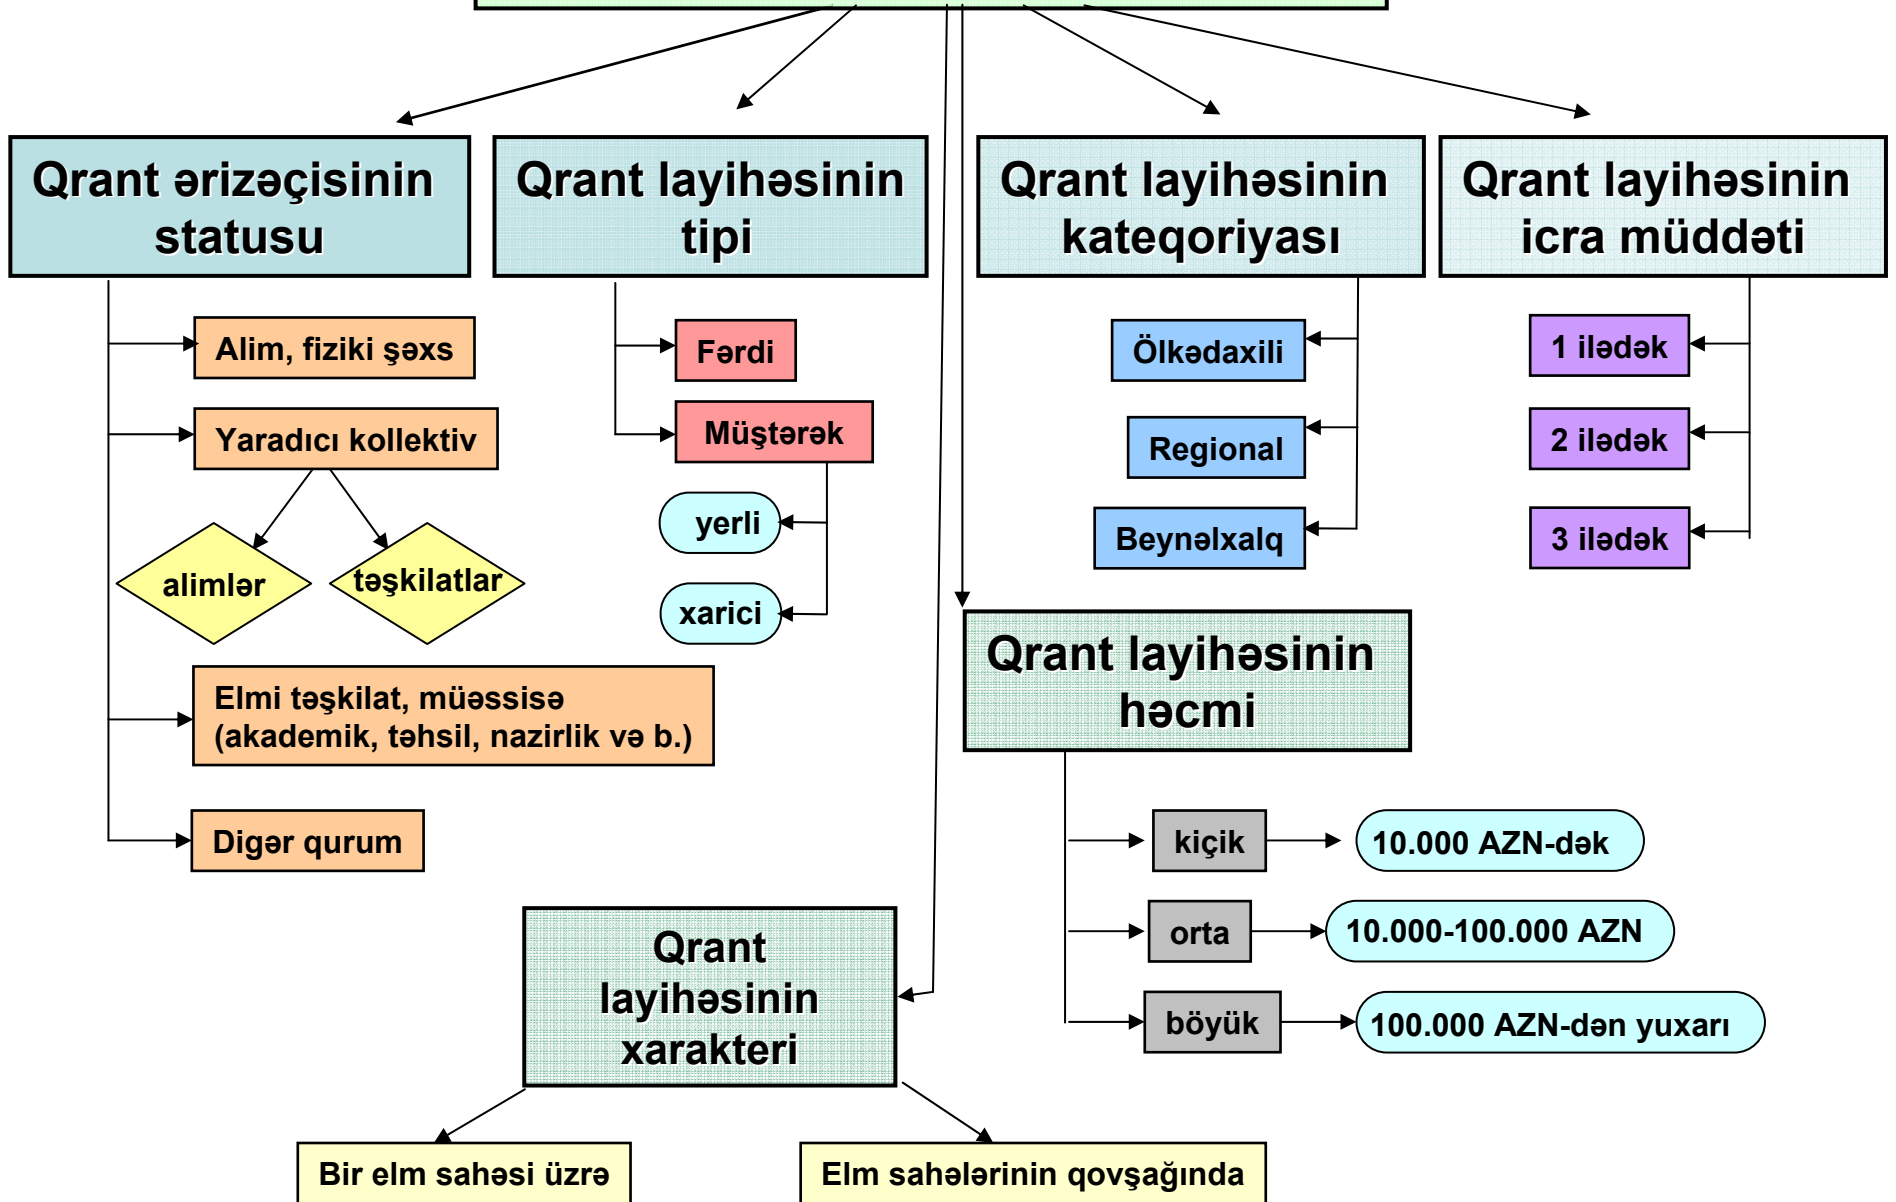 Qrant ərizəçisinin
statusu
Qrant layihəsinin
tipi
Qrant layihəsinin
kateqoriyası
Qrant layihəsinin
icra müddəti
Alim, fiziki şəxs
Yaradıcı kollektiv
alimlər
təşkilatlar
Elmi təşkilat, müəssisə
(akademik, təhsil, nazirlik və b.)
Digər qurum
Fərdi
Müştərək
yerli
xarici
Ölkədaxili
Regional
Beynəlxalq
1 ilədək
2 ilədək
3 ilədək
Qrant layihəsinin
həcmi
kiçik
10.000 AZN-dək
orta
10.000-100.000 AZN
böyük
100.000 AZN-dən yuxarı
Qrant
layihəsinin
xarakteri
Bir elm sahəsi üzrə
Elm sahələrinin qovşağında